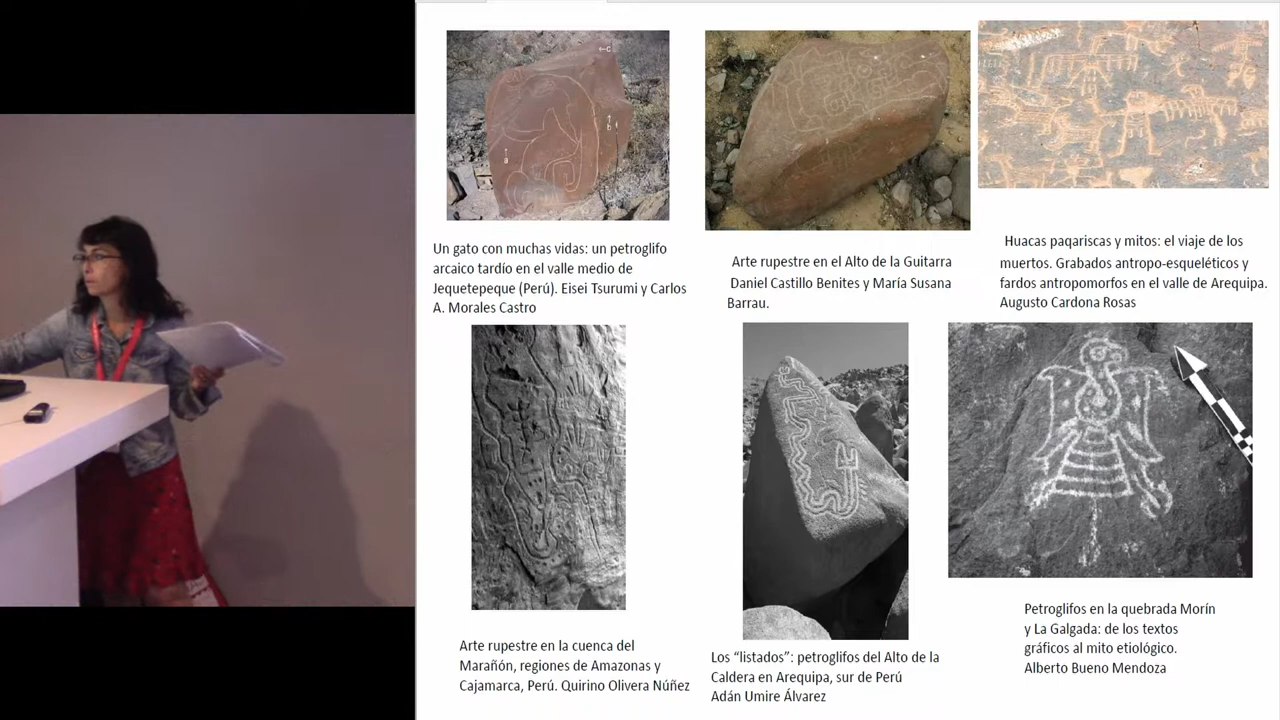 ←c
↑
b
↑
a
Un gato con muchas vidas: un petroglifo
arcaico tardío en el valle medio de
Jequetepeque (Perú). Eisei Tsurumi y Carlos
A. Morales Castro
Arte rupestre en el Alto de la Guitarra
Daniel Castillo Benites y María Susana
Barrau.
Huacas paqariscas y mitos: el viaje de los
muertos. Grabados antropo-esqueléticos y
fardos antropomorfos en el valle de Arequipa.
Augusto Cardona Rosas
Arte rupestre en la cuenca del
Marañón, regiones de Amazonas y
Cajamarca, Perú. Quirino Olivera Núñez
Los “listados”: petroglifos del Alto de la
Caldera en Arequipa, sur de Perú
Adán Umire Álvarez
Petroglifos en la quebrada Morín
y La Galgada: de los textos
gráficos al mito etiológico.
Alberto Bueno Mendoza